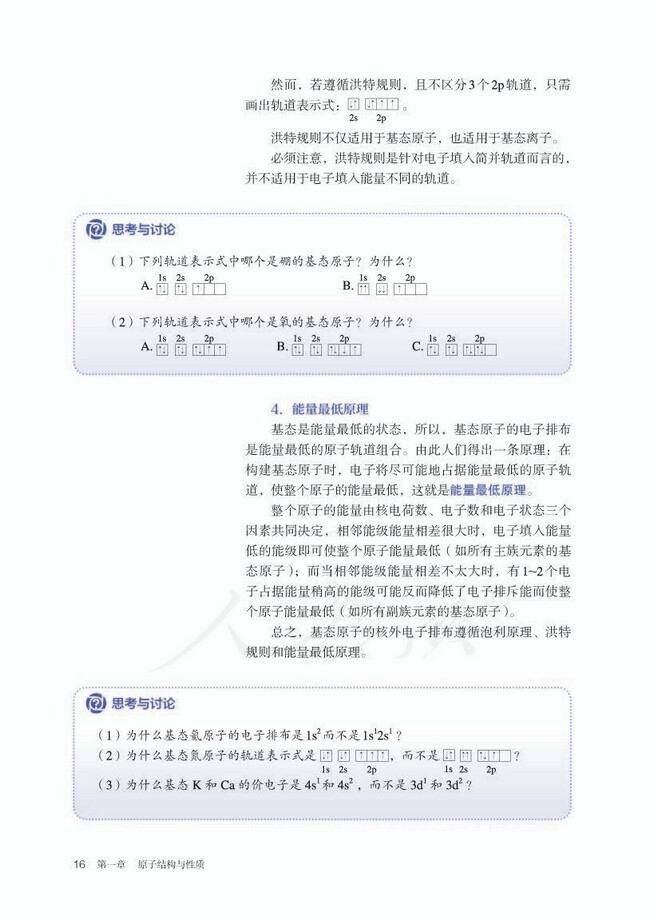 然而，若遵循洪特规则，且不区分3个2p轨道，只需
画出轨道表示式：↓↑ ↓↑ ↑ ↑。
2s 2p
洪特规则不仅适用于基态原子，也适用于基态离子。
必须注意，洪特规则是针对电子填入简并轨道而言的，
并不适用于电子填入能量不同的轨道。
思考与讨论
（1）下列轨道表示式中哪个是硼的基态原子？为什么？
1s 2s 2p 1s 2s 2p
A. ↑↓ ↑↓ ↑ B. ↑↑ ↓↓ ↑
（2）下列轨道表示式中哪个是氧的基态原子？为什么？
1s 2s 2p 1s 2s 2p 1s 2s 2p
A. ↑↓ ↑↓ ↑↓ ↑ ↑ B. ↑↓ ↑↓ ↑↓ ↓ ↑ C. ↑↓ ↑↓ ↑↓ ↑↓
4. 能量最低原理
基态是能量最低的状态，所以，基态原子的电子排布
是能量最低的原子轨道组合。由此人们得出一条原理：在
构建基态原子时，电子将尽可能地占据能量最低的原子轨
道，使整个原子的能量最低，这就是能量最低原理。
整个原子的能量由核电荷数、电子数和电子状态三个
因素共同决定，相邻能级能量相差很大时，电子填入能量
低的能级即可使整个原子能量最低（如所有主族元素的基
态原子）；而当相邻能级能量相差不太大时，有1~2个电
子占据能量稍高的能级可能反而降低了电子排斥能而使整
个原子能量最低（如所有副族元素的基态原子）。
总之，基态原子的核外电子排布遵循泡利原理、洪特
规则和能量最低原理。
思考与讨论
（1）为什么基态氦原子的电子排布是1s²而不是1s¹2s¹？
（2）为什么基态氮原子的轨道表示式是 ↓↑ ↓↑ ↑ ↑ ↑，而不是 ↓↑ ↑↑ ↑↓ ↑？
1s 2s 2p 1s 2s 2p
（3）为什么基态 K 和 Ca 的价电子是 4s¹和 4s²，而不是 3d¹ 和 3d²？
16 第一章 原子结构与性质